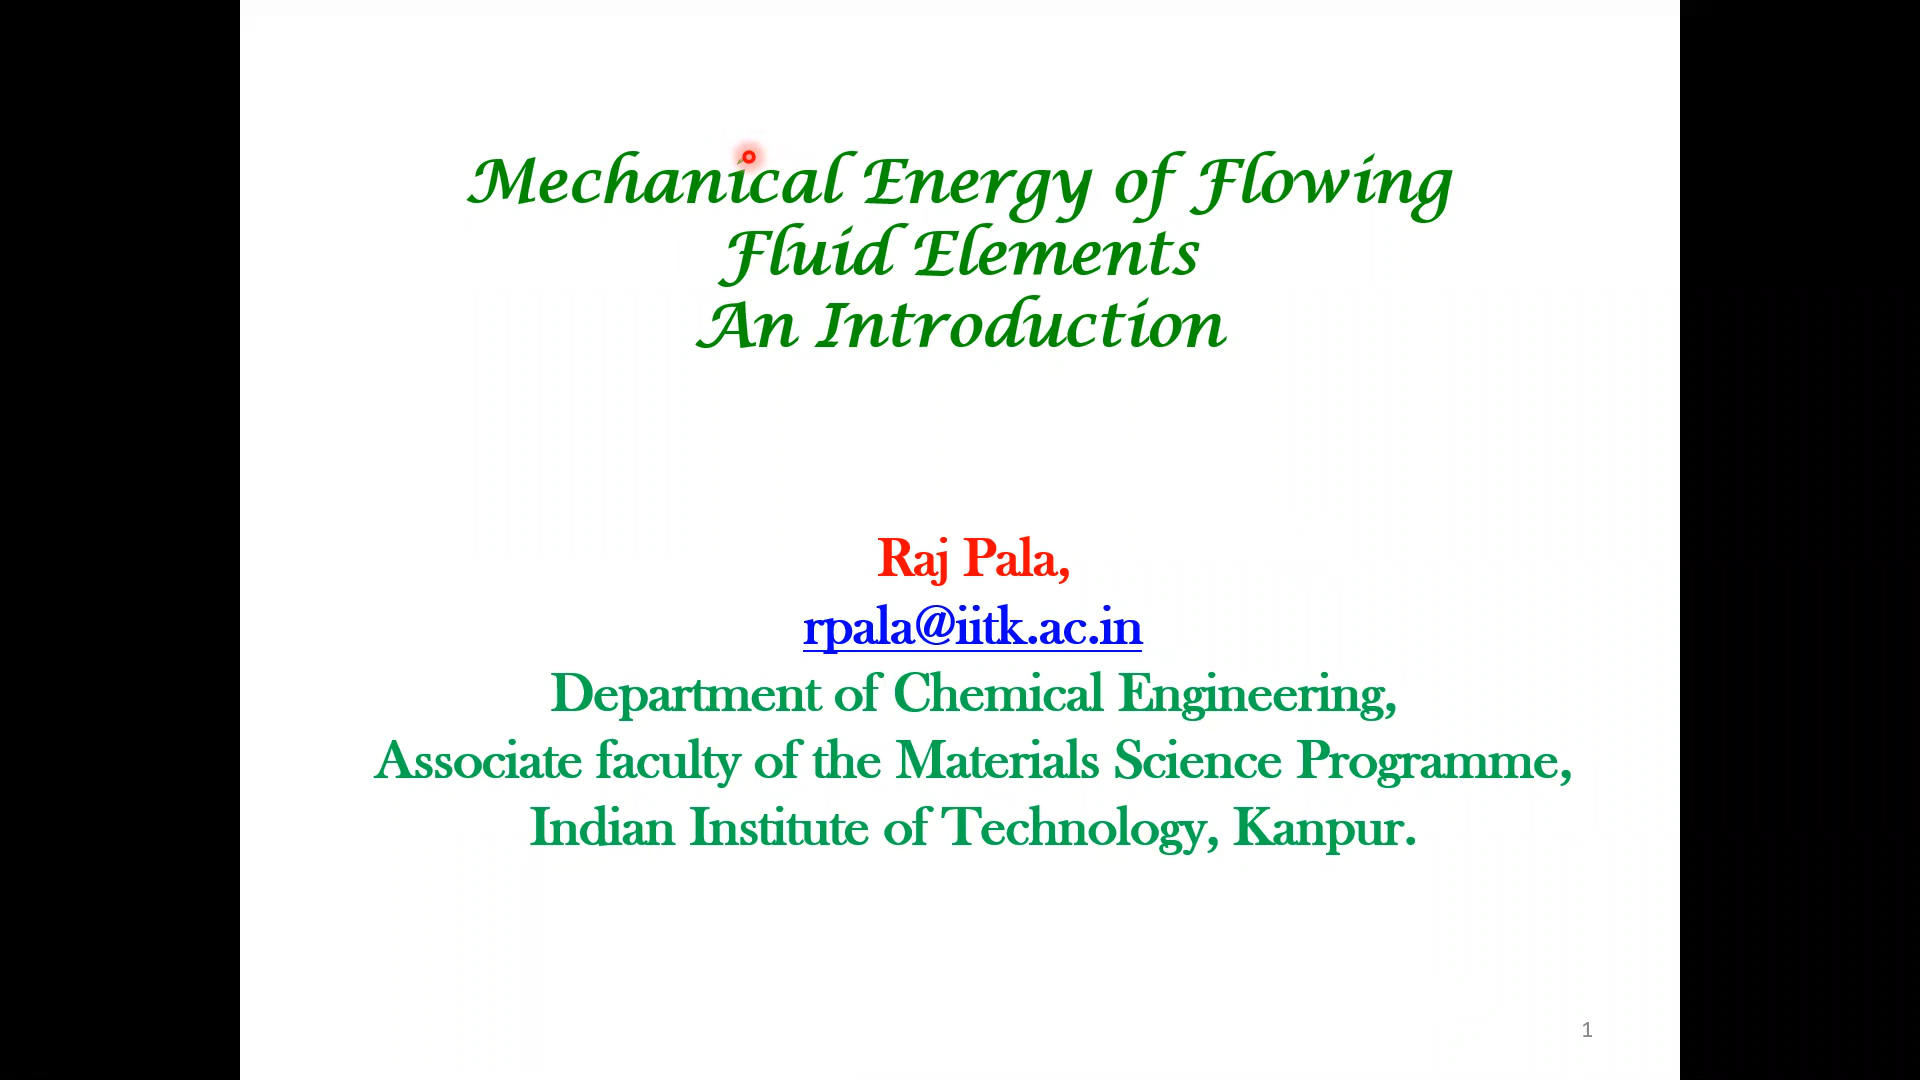 Mechanical Energy of Flowing
Fluid Elements
An Introduction
Raj Pala,
rpala@iitk.ac.in
Department of Chemical Engineering,
Associate faculty of the Materials Science Programme,
Indian Institute of Technology, Kanpur.
1